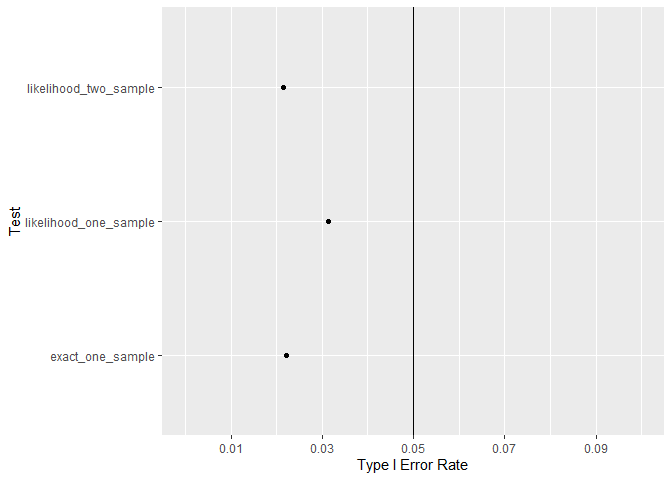 likelihood_two_sample
likelihood_one_sample
exact_one_sample
Test
0.01 0.03 0.05 0.07 0.09
Type I Error Rate